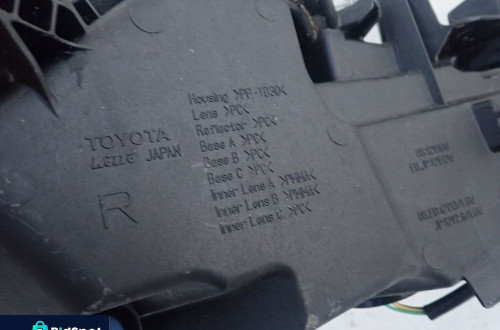 TOYOTA
JAPAN
R
Housing >PP-TD30<
Lens >PC<
Reflector >PC<
Base A >PC<
Base B >PC<
Base C >PC<
Inner Lens A >PMMA<
Inner Lens B >PMMA<
Inner Lens C >PC<
BidSpot